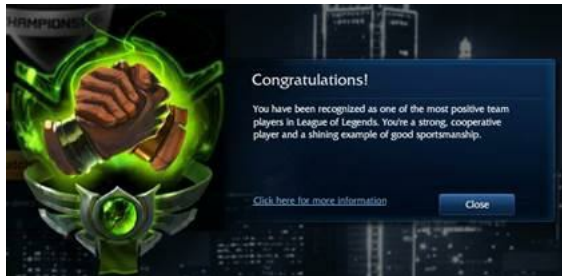 CHAMPIONS
Congratulations!
You have been recognized as one of the most positive team
players in League of Legends. You're a strong, cooperative
player and a shining example of good sportsmanship.
Click here for more information
Close